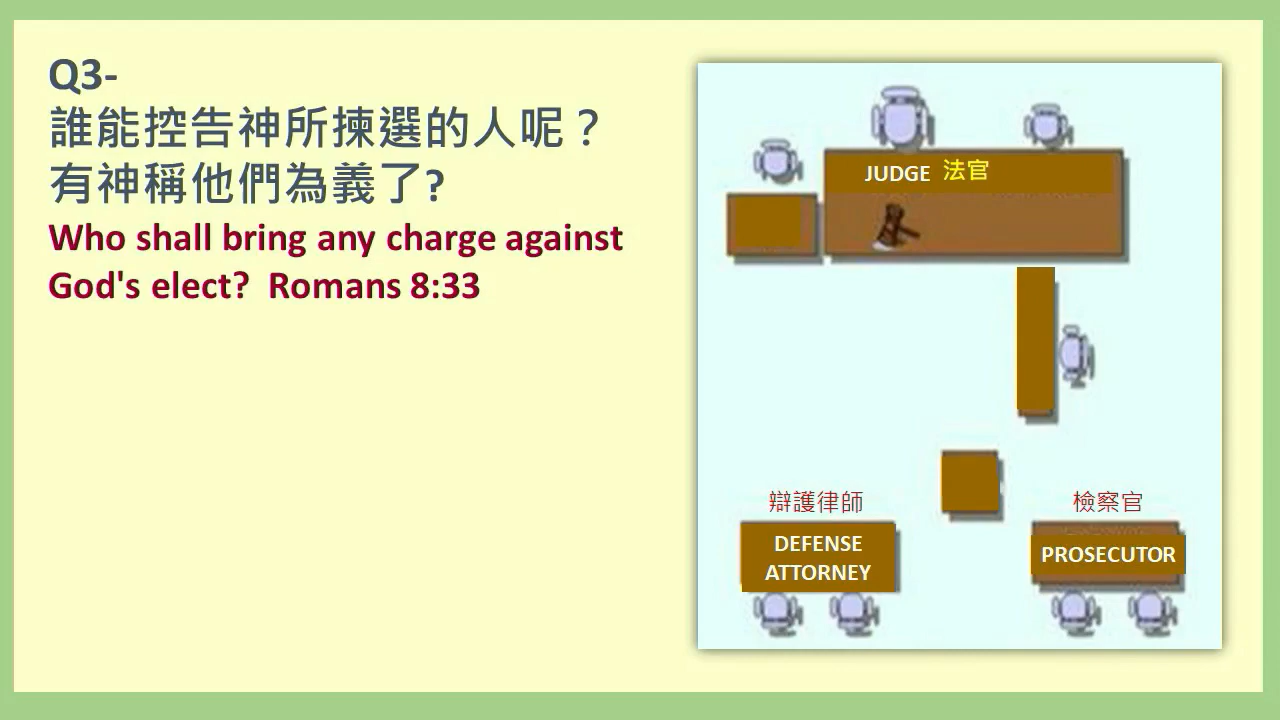 Q3-
誰能控告神所揀選的人呢？
有神稱他們為義了?
Who shall bring any charge against
God's elect?  Romans 8:33
JUDGE 法官
辯護律師
DEFENSE
ATTORNEY
檢察官
PROSECUTOR